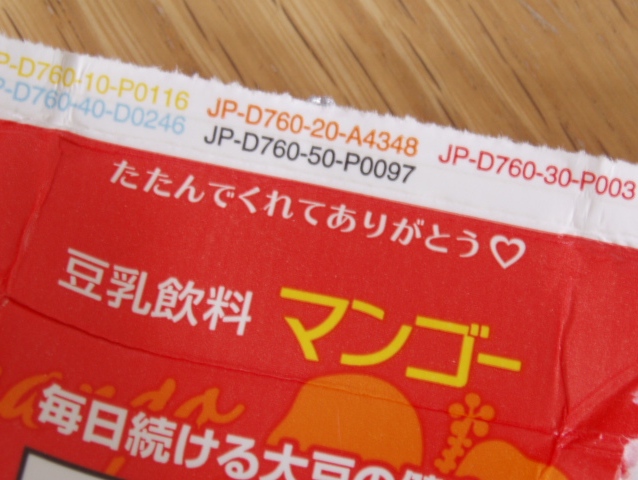 P-D760-10-P0116 JP-D760-20-A4348 JP-D760-30-P003
P-D760-40-D0246 JP-D760-50-P0097
たたんでくれてありがとう♡
豆乳飲料 マンゴー
毎日続ける大豆の